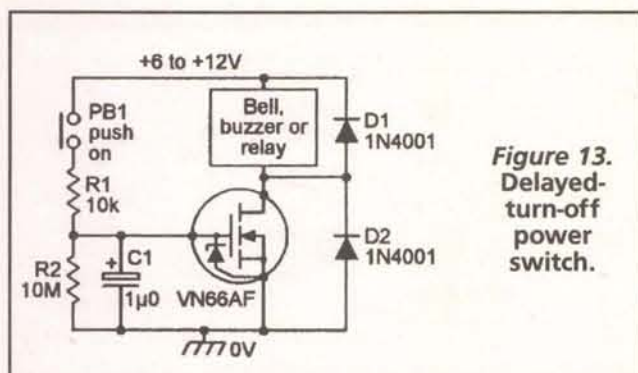 +6 to +12V
PB1
push
on
R1
10k
R2
10M
+
C1
1μ0
Bell,
buzzer or
relay
VN66AF
D1
1N4001
D2
1N4001
0V
Figure 13.
Delayed-
turn-off
power
switch.